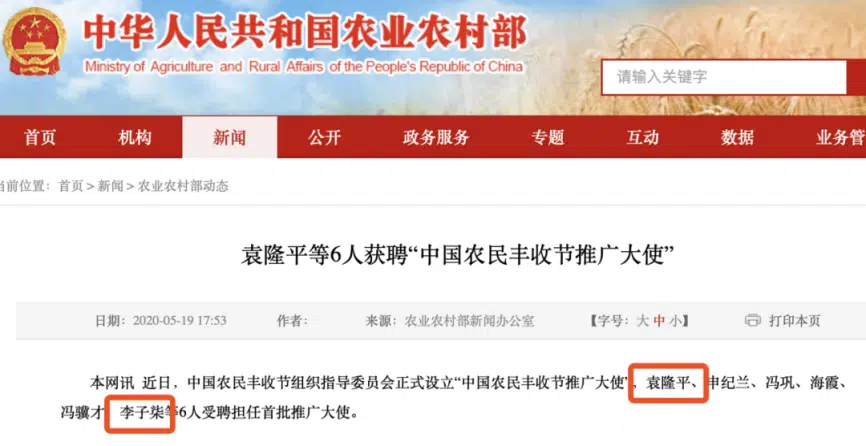 中华人民共和国农业农村部
Ministry of Agriculture and Rural Affairs of the People's Republic of China
请输入关键字
首页 机构 新闻 公开 政务服务 专题 互动 数据 业务管
当前位置：首页 > 新闻 > 农业农村部动态
袁隆平等6人获聘“中国农民丰收节推广大使”
日期：2020-05-19 17:53 作者： 来源：农业农村部新闻办公室 【字号：大 中 小】 打印本页
本网讯 近日，中国农民丰收节组织指导委员会正式设立“中国农民丰收节推广大使”，袁隆平、申纪兰、冯巩、海霞、
冯骥才、李子柒等6人受聘担任首批推广大使。